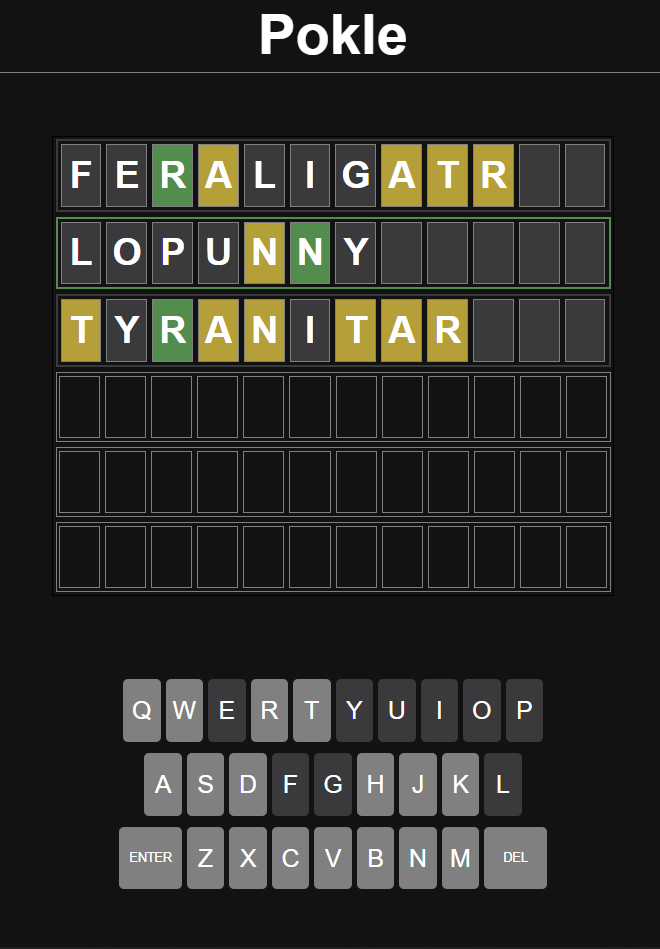 Pokle
FERALIGATR
LOPUNNY
TYRANITAR
Q W E R T Y U I O P
A S D F G H J K L
ENTER Z X C V B N M DEL